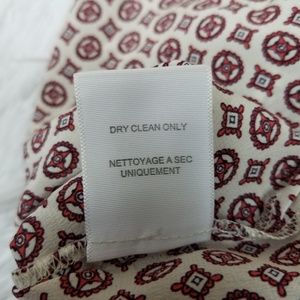 DRY CLEAN ONLY
NETTOYAGE A SEC
UNIQUEMENT